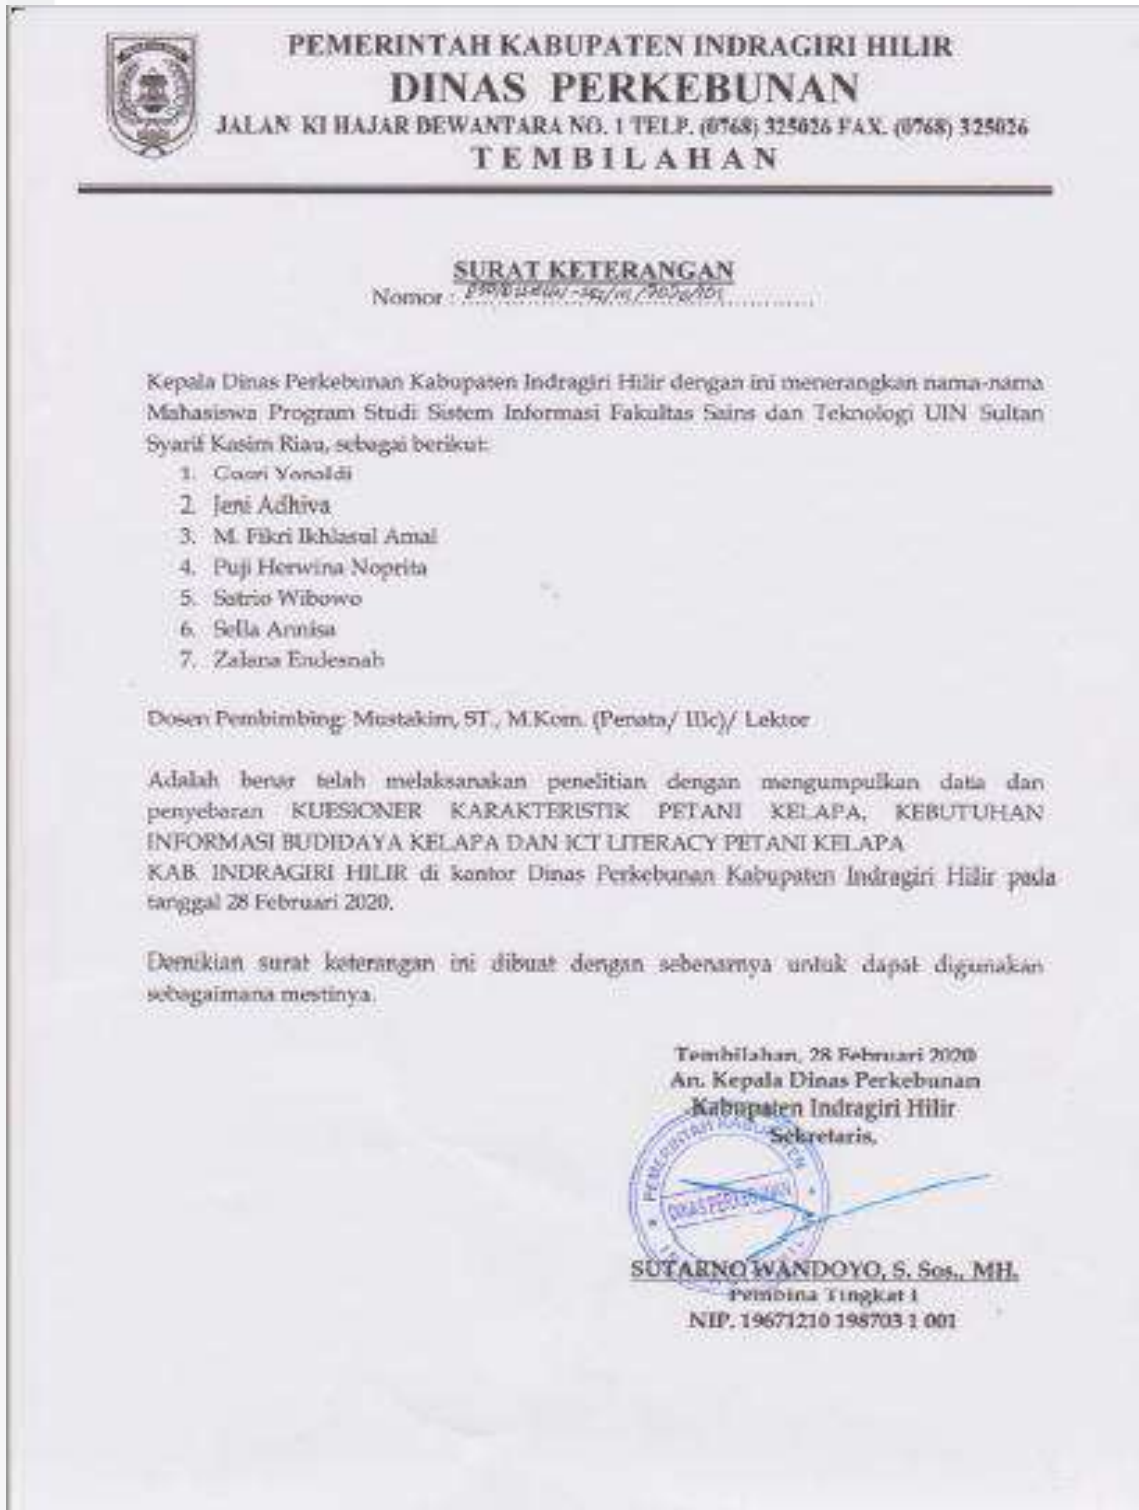 PEMERINTAH KABUPATEN INDRAGIRI HILIR
DINAS PERKEBUNAN
JALAN KI HAJAR DEWANTARA NO. 1 TELP. (0768) 325026 FAX. (0768) 325026
TEMBILAHAN
SURAT KETERANGAN
Nomor :
Kepala Dinas Perkebunan Kabupaten Indragiri Hilir dengan ini menerangkan nama-nama
Mahasiswa Program Studi Sistem Informasi Fakultas Sains dan Teknologi UIN Sultan
Syarif Kasim Riau, sebagai berikut:
1. Yonaldi
2. Jeni Adhiva
3. M. Fikri Ikhlasul Amal
4. Puji Herwina Noprita
5. Satrio Wibowo
6. Sella Annisa
7. Zalana Endesnah
Dosen Pembimbing: Mustakim, ST., M.Kom. (Penata/ IIIc)/ Lektor
Adalah benar telah melaksanakan penelitian dengan mengumpulkan data dan
penyebaran KUESIONER KARAKTERISTIK PETANI KELAPA, KEBUTUHAN
INFORMASI BUDIDAYA KELAPA DAN ICT LITERACY PETANI KELAPA
KAB. INDRAGIRI HILIR di kantor Dinas Perkebunan Kabupaten Indragiri Hilir pada
tanggal 28 Februari 2020.
Demikian surat keterangan ini dibuat dengan sebenarnya untuk dapat digunakan
sebagaimana mestinya.
Tembilahan, 28 Februari 2020
An. Kepala Dinas Perkebunan
Kabupaten Indragiri Hilir
Sekretaris,
PEMERINTAH KABUPATEN
DINAS PERKEBUNAN
SUTARNO WANDOYO, S. Sos., MH.
Pembina Tingkat I
NIP. 19671210 198703 1 001